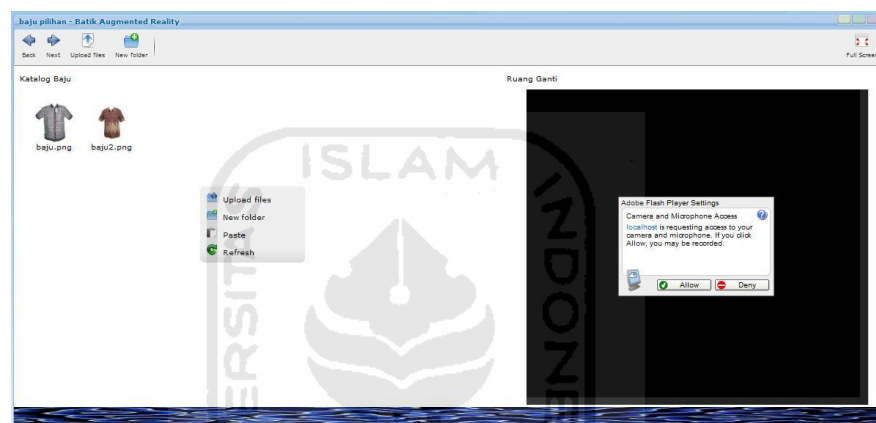 baju pilihan - Batik Augmented Reality
Back Next Upload files New folder
Full Screen
Katalog Baju
Ruang Ganti
baju.png baju2.png
Upload files
New folder
Paste
Refresh
Adobe Flash Player Settings
Camera and Microphone Access
localhost is requesting access to your
camera and microphone. If you click
Allow, you may be recorded.
Allow Deny
ISLAM
INDONE
ERSITAS